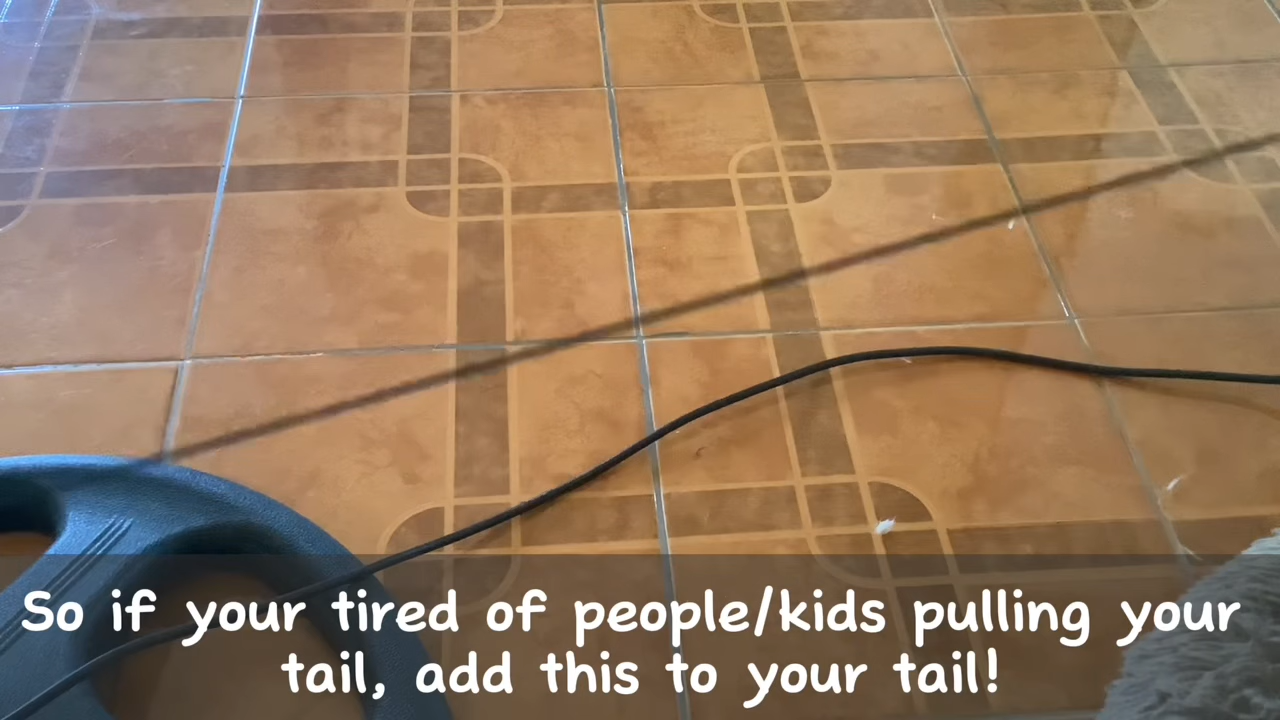 So if your tired of people/kids pulling your
tail, add this to your tail!